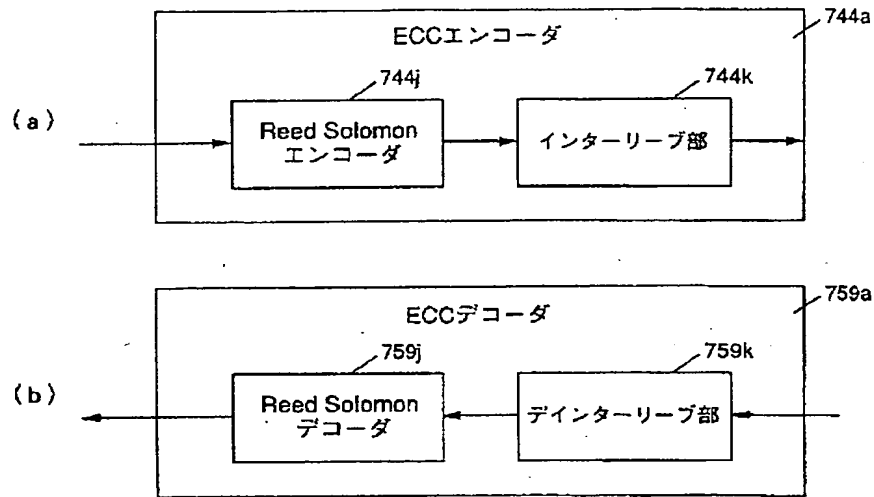 ECCエンコーダ
744a
744j
744k
(a)
Reed Solomon
エンコーダ
インターリーブ部
ECCデコーダ
759a
759j
759k
(b)
Reed Solomon
デコーダ
デインターリーブ部